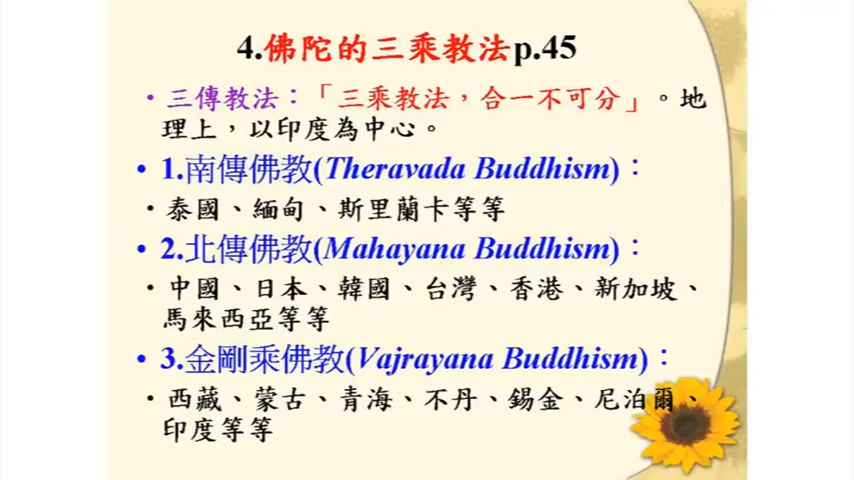 4.佛陀的三乘教法p.45
・三傳教法：「三乘教法，合一不可分」。地
理上，以印度為中心。
• 1.南傳佛教(Theravada Buddhism)：
・泰國、緬甸、斯里蘭卡等等
• 2.北傳佛教(Mahayana Buddhism)：
・中國、日本、韓國、台灣、香港、新加坡、
馬來西亞等等
• 3.金剛乘佛教(Vajrayana Buddhism)：
・西藏、蒙古、青海、不丹、錫金、尼泊爾、
印度等等